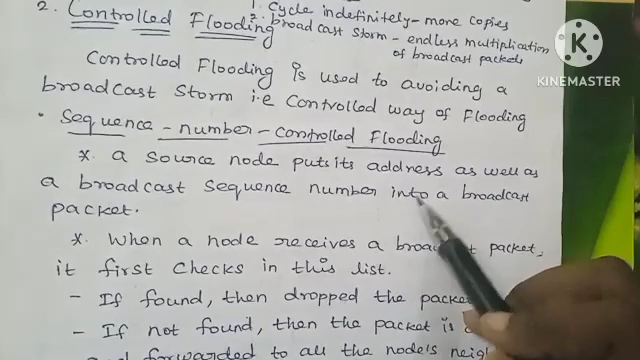 2. Controlled Flooding
1. Cycle indefinitely - more copies
2. broadcast storm - endless multiplication
of broadcast packets
KINEMASTER
Controlled Flooding is used to avoiding a
broadcast storm i.e controlled way of Flooding
• Sequence - number - controlled Flooding
* a source node puts its address as well as
a broadcast sequence number into a broadcast
packet.
* When a node receives a packet,
it first checks in this list.
- If found, then dropped the
- If not found, then the packet is
and forwarded to all the node's